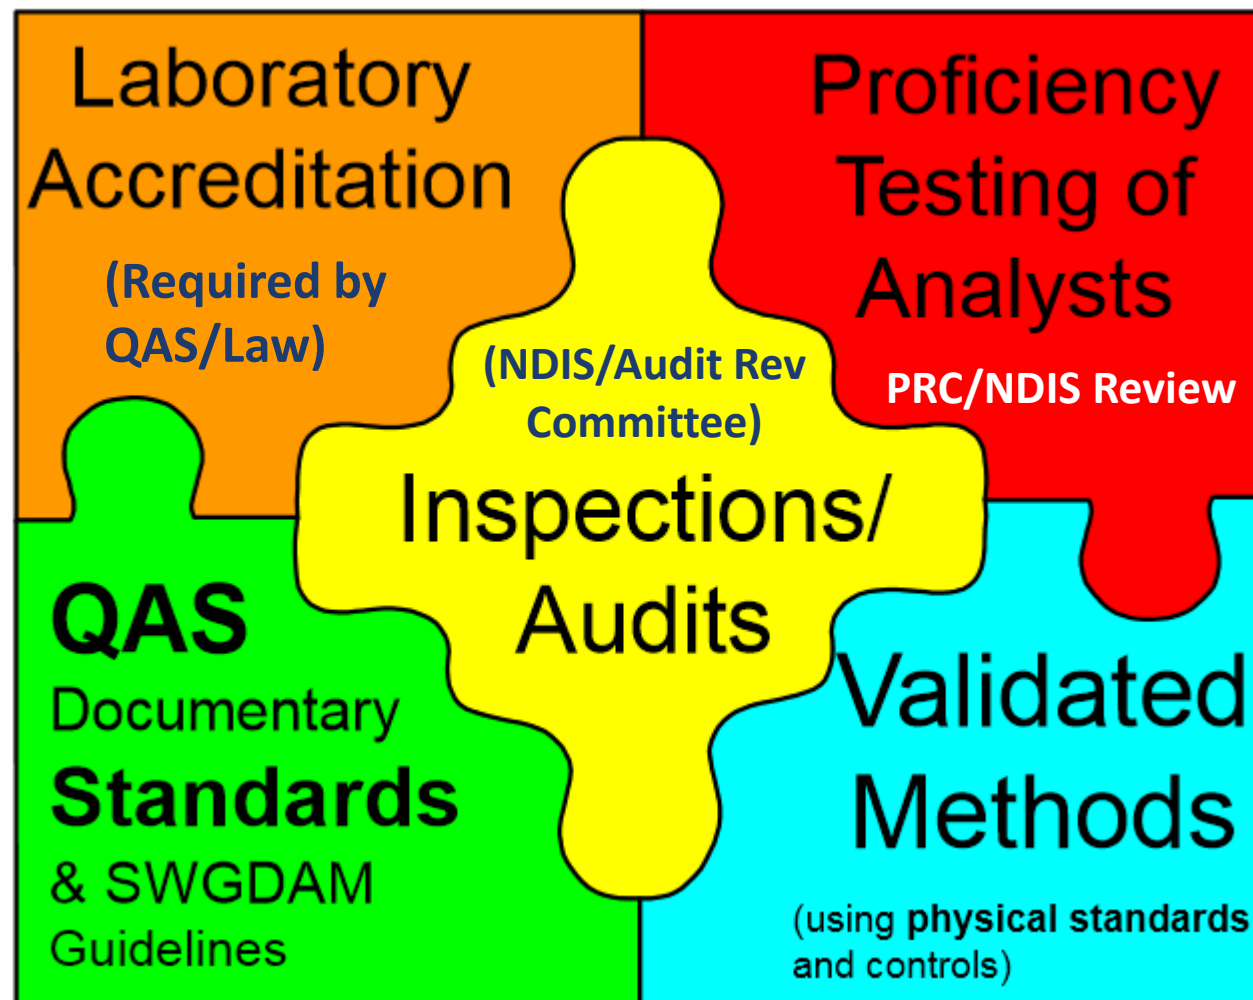 Laboratory
Accreditation
(Required by
QAS/Law)
Proficiency
Testing of
Analysts
PRC/NDIS Review
(NDIS/Audit Rev
Committee)
Inspections/
Audits
QAS
Documentary
Standards
& SWGDAM
Guidelines
Validated
Methods
(using physical standards
and controls)